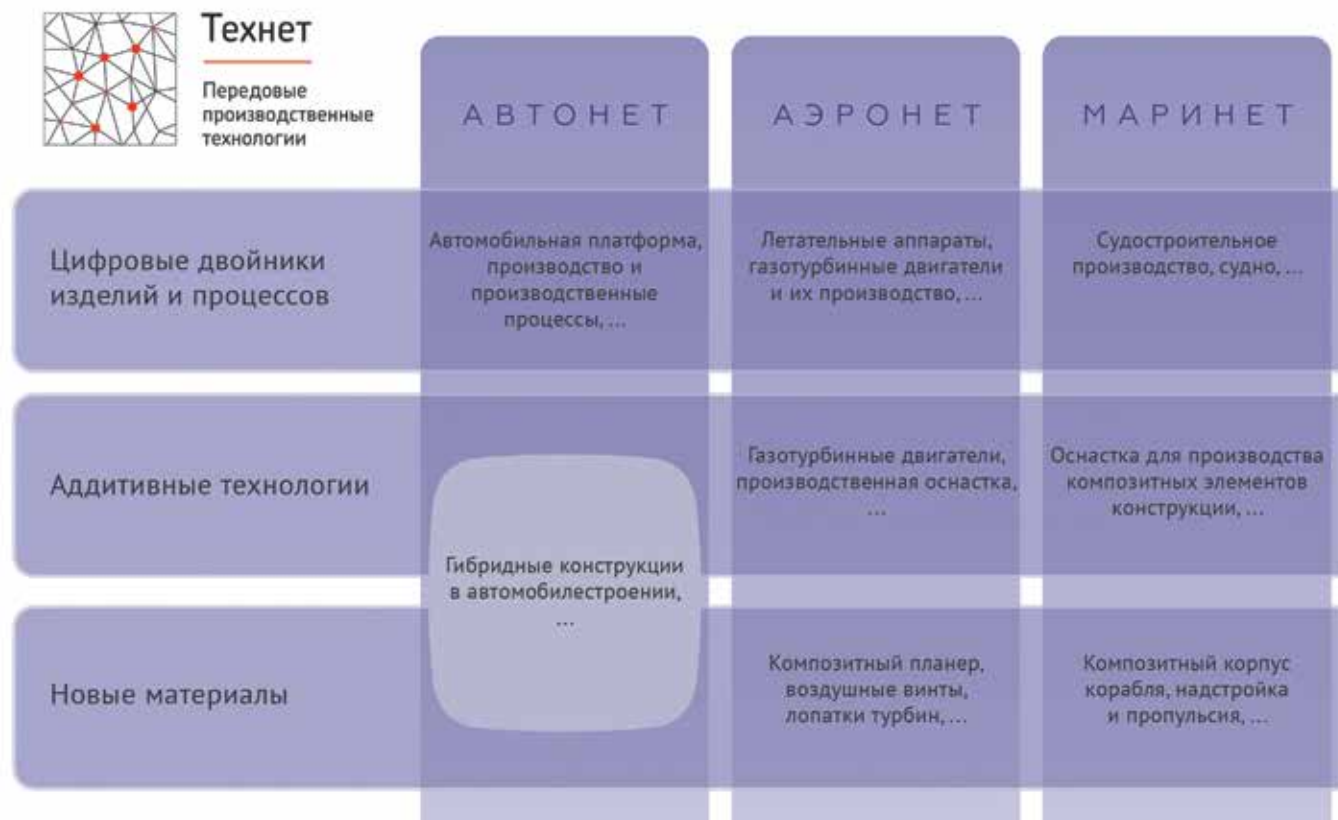 Технет
Передовые
производственные
технологии
АВТОНЕТ
АЭРОНЕТ
МАРИНЕТ
Цифровые двойники
изделий и процессов
Автомобильная платформа,
производство и
производственные
процессы, ...
Летательные аппараты,
газотурбинные двигатели
и их производство, ...
Судостроительное
производство, судно, ...
Аддитивные технологии
Газотурбинные двигатели,
производственная оснастка,
...
Оснастка для производства
композитных элементов
конструкции, ...
Гибридные конструкции
в автомобилестроении,
...
Новые материалы
Композитный планер,
воздушные винты,
лопатки турбин, ...
Композитный корпус
корабля, надстройка
и пропульсия, ...